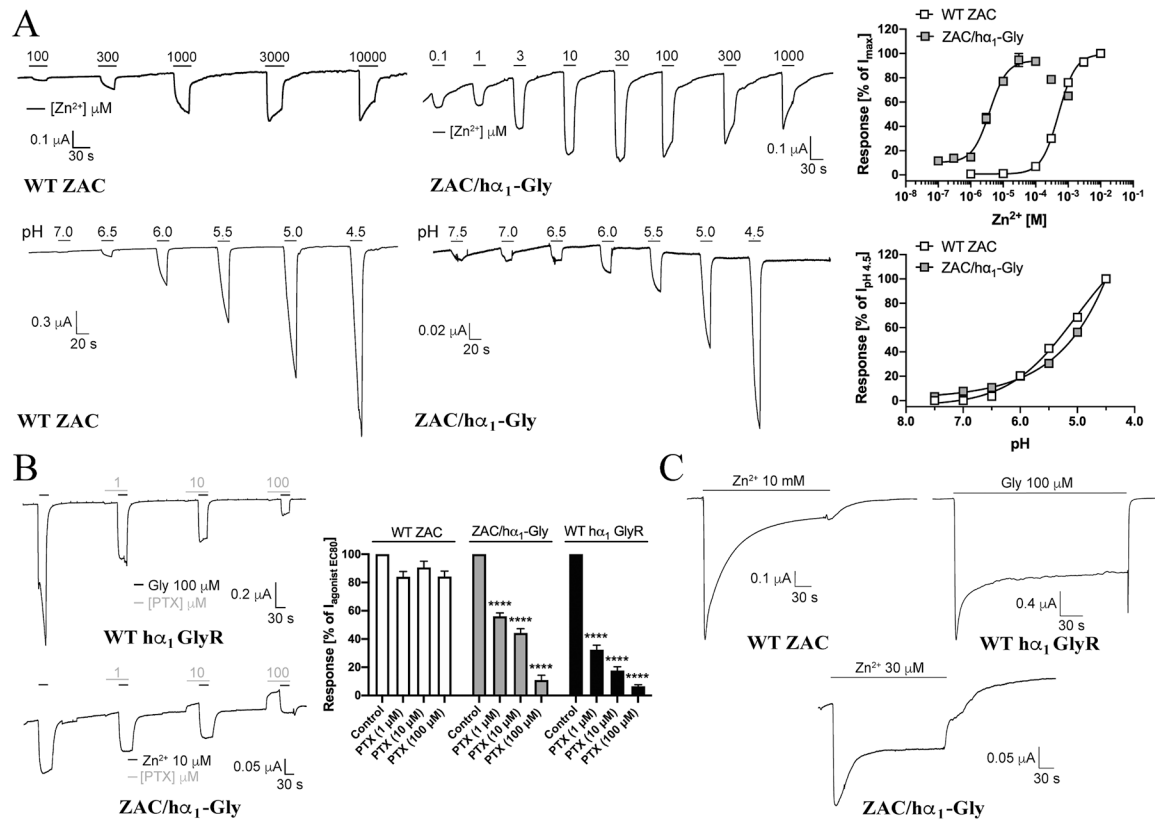 A
100 300 1000 3000 10000
[Zn²⁺] μM
0.1 μA
30 s
WT ZAC
0.1 1 3 10 30 100 300 1000
[Zn²⁺] μM
0.1 μA
30 s
ZAC/hα₁-Gly
WT ZAC
ZAC/hα₁-Gly
Response [% of Imax]
120
100
80
60
40
20
0
10⁻⁸ 10⁻⁷ 10⁻⁶ 10⁻⁵ 10⁻⁴ 10⁻³ 10⁻² 10⁻¹
Zn²⁺ [M]
pH 7.0 6.5 6.0 5.5 5.0 4.5
0.3 μA
20 s
WT ZAC
pH 7.5 7.0 6.5 6.0 5.5 5.0 4.5
0.02 μA
20 s
ZAC/hα₁-Gly
WT ZAC
ZAC/hα₁-Gly
Response [% of IpH 4.5]
120
100
80
60
40
20
0
8.0 7.0 6.0 5.0 4.0
pH
B
1 10 100
Gly 100 μM
[PTX] μM
0.2 μA
30 s
WT hα₁ GlyR
1 10 100
Zn²⁺ 10 μM
[PTX] μM
0.05 μA
30 s
ZAC/hα₁-Gly
WT ZAC ZAC/hα₁-Gly WT hα₁ GlyR
Response [% of Iagonist EC80]
100
80
60
40
20
0
**** **** ****
**** **** ****
Control PTX (1 μM) PTX (10 μM) PTX (100 μM) Control PTX (1 μM) PTX (10 μM) PTX (100 μM) Control PTX (1 μM) PTX (10 μM) PTX (100 μM)
C
Zn²⁺ 10 mM
0.1 μA
30 s
WT ZAC
Gly 100 μM
0.4 μA
30 s
WT hα₁ GlyR
Zn²⁺ 30 μM
0.05 μA
30 s
ZAC/hα₁-Gly